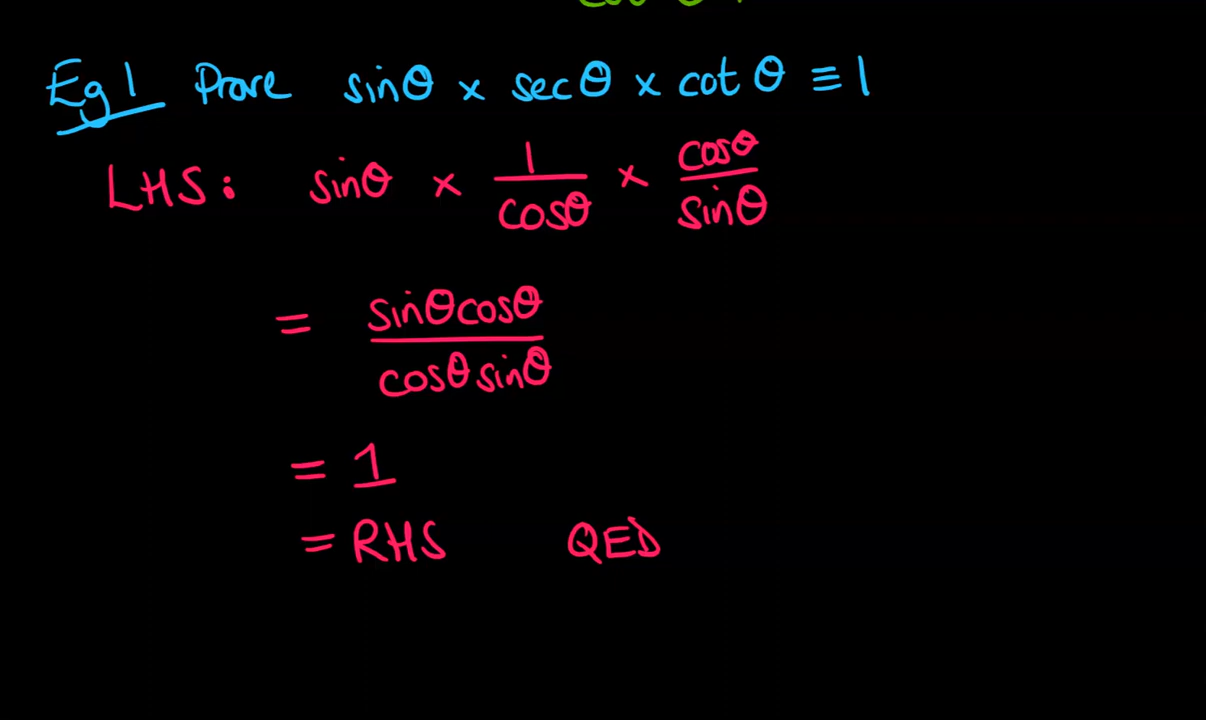 Eg 1 Prove sinθ × secθ × cot θ ≡ 1
LHS: sinθ × 1/cosθ × cosθ/sinθ
= sinθcosθ/cosθsinθ
= 1
= RHS QED